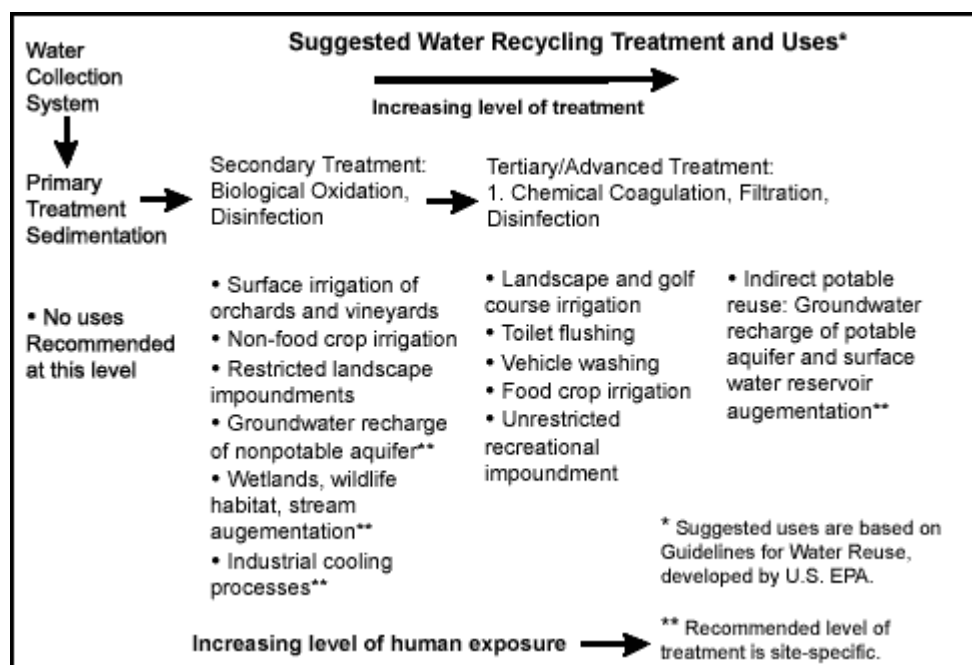 Suggested Water Recycling Treatment and Uses*
Increasing level of treatment
Water
Collection
System
Primary
Treatment
Sedimentation
Secondary Treatment:
Biological Oxidation,
Disinfection
Tertiary/Advanced Treatment:
1. Chemical Coagulation, Filtration,
Disinfection
• No uses
Recommended
at this level
• Surface irrigation of
orchards and vineyards
• Non-food crop irrigation
• Restricted landscape
impoundments
• Groundwater recharge
of nonpotable aquifer**
• Wetlands, wildlife
habitat, stream
augementation**
• Industrial cooling
processes**
• Landscape and golf
course irrigation
• Toilet flushing
• Vehicle washing
• Food crop irrigation
• Unrestricted
recreational
impoundment
• Indirect potable
reuse: Groundwater
recharge of potable
aquifer and surface
water reservoir
augementation**
* Suggested uses are based on
Guidelines for Water Reuse,
developed by U.S. EPA.
Increasing level of human exposure
** Recommended level of
treatment is site-specific.